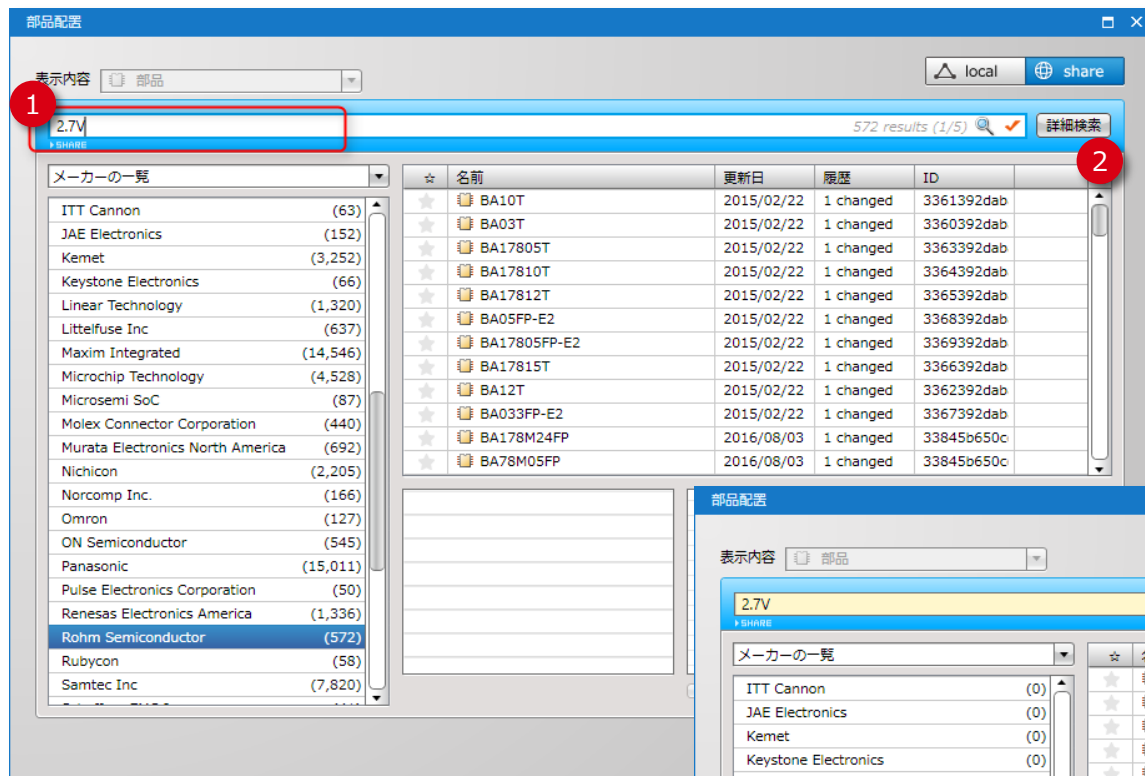 部品配置
表示内容 部品 local share
1
2.7V 572 results (1/5) 詳細検索
SHARE
2
メーカーの一覧
ITT Cannon (63)
JAE Electronics (152)
Kemet (3,252)
Keystone Electronics (66)
Linear Technology (1,320)
Littelfuse Inc (637)
Maxim Integrated (14,546)
Microchip Technology (4,528)
Microsemi SoC (87)
Molex Connector Corporation (440)
Murata Electronics North America (692)
Nichicon (2,205)
Norcomp Inc. (166)
Omron (127)
ON Semiconductor (545)
Panasonic (15,011)
Pulse Electronics Corporation (50)
Renesas Electronics America (1,336)
Rohm Semiconductor (572)
Rubycon (58)
Samtec Inc (7,820)
☆ 名前 更新日 履歴 ID
BA10T 2015/02/22 1 changed 3361392dab
BA03T 2015/02/22 1 changed 3360392dab
BA17805T 2015/02/22 1 changed 3363392dab
BA17810T 2015/02/22 1 changed 3364392dab
BA17812T 2015/02/22 1 changed 3365392dab
BA05FP-E2 2015/02/22 1 changed 3368392dab
BA17805FP-E2 2015/02/22 1 changed 3369392dab
BA17815T 2015/02/22 1 changed 3366392dab
BA12T 2015/02/22 1 changed 3362392dab
BA033FP-E2 2015/02/22 1 changed 3367392dab
BA178M24FP 2016/08/03 1 changed 33845b650c
BA78M05FP 2016/08/03 1 changed 33845b650c
部品配置
表示内容 部品
2.7V
SHARE
メーカーの一覧
☆
ITT Cannon (0)
JAE Electronics (0)
Kemet (0)
Keystone Electronics (0)